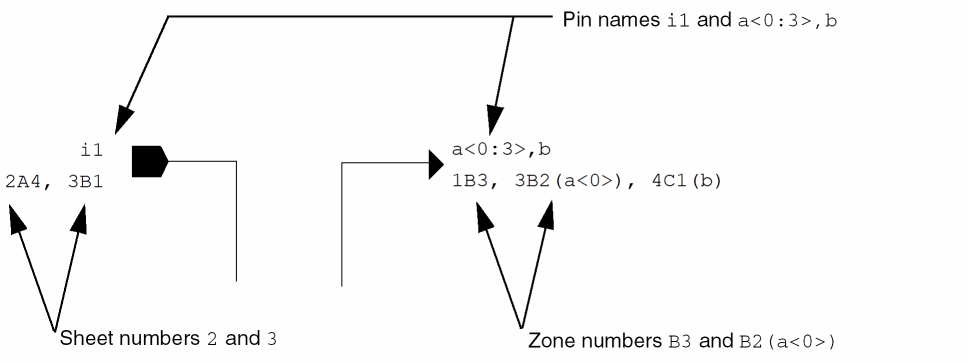 Pin names i1 and a<0:3>,b
i1
2A4, 3B1
a<0:3>,b
1B3, 3B2(a<0>), 4C1(b)
Sheet numbers 2 and 3
Zone numbers B3 and B2(a<0>)